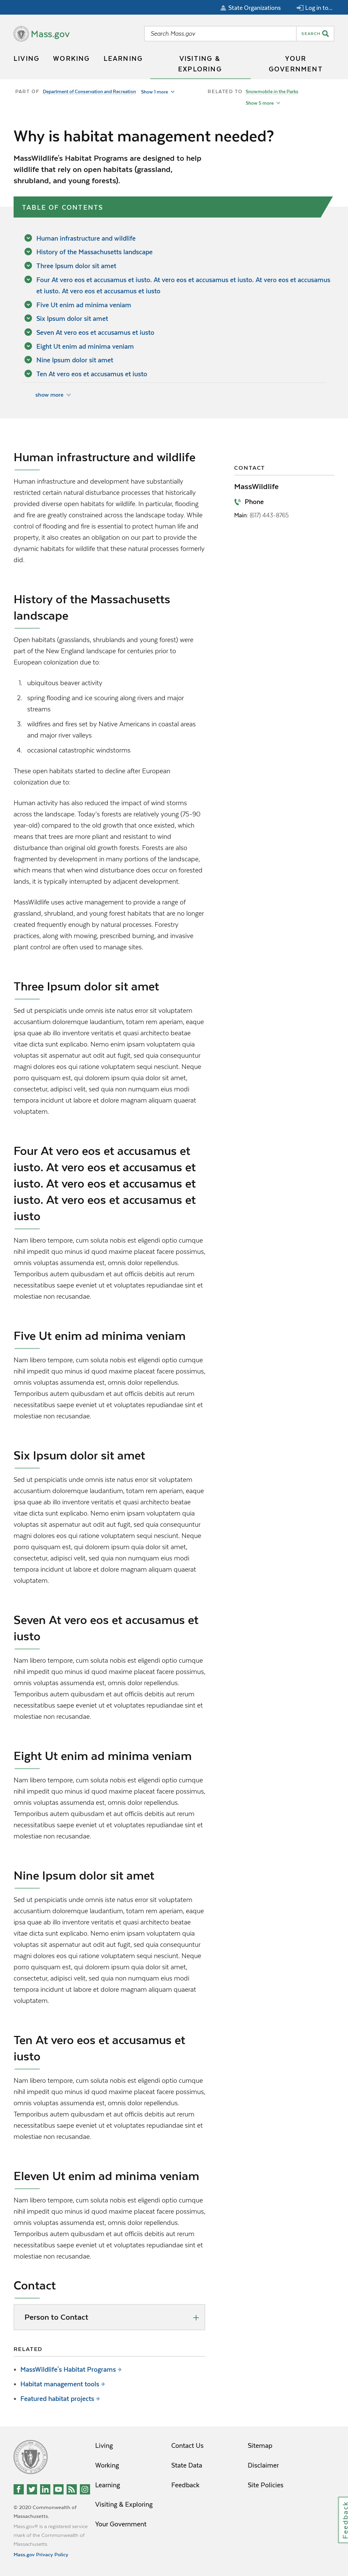 State Organizations
Log in to...
Mass.gov
Search Mass.gov
SEARCH
LIVING
WORKING
LEARNING
VISITING &
EXPLORING
YOUR
GOVERNMENT
PART OF
Department of Conservation and Recreation
Show 1 more
RELATED TO
Snowmobile in the Parks
Show 5 more
Why is habitat management needed?
MassWildlife's Habitat Programs are designed to help
wildlife that rely on open habitats (grassland,
shrubland, and young forests).
TABLE OF CONTENTS
Human infrastructure and wildlife
History of the Massachusetts landscape
Three Ipsum dolor sit amet
Four At vero eos et accusamus et iusto. At vero eos et accusamus et iusto. At vero eos et accusamus
et iusto. At vero eos et accusamus et iusto
Five Ut enim ad minima veniam
Six Ipsum dolor sit amet
Seven At vero eos et accusamus et iusto
Eight Ut enim ad minima veniam
Nine Ipsum dolor sit amet
Ten At vero eos et accusamus et iusto
show more
Human infrastructure and wildlife
Human infrastructure and development have substantially
restricted certain natural disturbance processes that historically
provided diverse open habitats for wildlife. In particular, flooding
and fire are greatly constrained across the landscape today. While
control of flooding and fire is essential to protect human life and
property, it also creates an obligation on our part to provide the
dynamic habitats for wildlife that these natural processes formerly
did.
CONTACT
MassWildlife
Phone
Main: (617) 443-8765
History of the Massachusetts
landscape
Open habitats (grasslands, shrublands and young forest) were
part of the New England landscape for centuries prior to
European colonization due to:
1. ubiquitous beaver activity
2. spring flooding and ice scouring along rivers and major
streams
3. wildfires and fires set by Native Americans in coastal areas
and major river valleys
4. occasional catastrophic windstorms
These open habitats started to decline after European
colonization due to:
Human activity has also reduced the impact of wind storms
across the landscape. Today's forests are relatively young (75-90
year-old) compared to the old growth that once existed, which
means that trees are more pliant and resistant to wind
disturbance than original old growth forests. Forests are also
fragmented by development in many portions of the landscape,
which means that even when wind disturbance does occur on forested
lands, it is typically interrupted by adjacent development.
MassWildlife uses active management to provide a range of
grassland, shrubland, and young forest habitats that are no longer
created frequently enough by natural processes. Forestry
practices, along with mowing, prescribed burning, and invasive
plant control are often used to manage sites.
Three Ipsum dolor sit amet
Sed ut perspiciatis unde omnis iste natus error sit voluptatem
accusantium doloremque laudantium, totam rem aperiam, eaque
ipsa quae ab illo inventore veritatis et quasi architecto beatae
vitae dicta sunt explicabo. Nemo enim ipsam voluptatem quia
voluptas sit aspernatur aut odit aut fugit, sed quia consequuntur
magni dolores eos qui ratione voluptatem sequi nesciunt. Neque
porro quisquam est, qui dolorem ipsum quia dolor sit amet,
consectetur, adipisci velit, sed quia non numquam eius modi
tempora incidunt ut labore et dolore magnam aliquam quaerat
voluptatem.
Four At vero eos et accusamus et
iusto. At vero eos et accusamus et
iusto. At vero eos et accusamus et
iusto. At vero eos et accusamus et
iusto
Nam libero tempore, cum soluta nobis est eligendi optio cumque
nihil impedit quo minus id quod maxime placeat facere possimus,
omnis voluptas assumenda est, omnis dolor repellendus.
Temporibus autem quibusdam et aut officiis debitis aut rerum
necessitatibus saepe eveniet ut et voluptates repudiandae sint et
molestiae non recusandae.
Five Ut enim ad minima veniam
Nam libero tempore, cum soluta nobis est eligendi optio cumque
nihil impedit quo minus id quod maxime placeat facere possimus,
omnis voluptas assumenda est, omnis dolor repellendus.
Temporibus autem quibusdam et aut officiis debitis aut rerum
necessitatibus saepe eveniet ut et voluptates repudiandae sint et
molestiae non recusandae.
Six Ipsum dolor sit amet
Sed ut perspiciatis unde omnis iste natus error sit voluptatem
accusantium doloremque laudantium, totam rem aperiam, eaque
ipsa quae ab illo inventore veritatis et quasi architecto beatae
vitae dicta sunt explicabo. Nemo enim ipsam voluptatem quia
voluptas sit aspernatur aut odit aut fugit, sed quia consequuntur
magni dolores eos qui ratione voluptatem sequi nesciunt. Neque
porro quisquam est, qui dolorem ipsum quia dolor sit amet,
consectetur, adipisci velit, sed quia non numquam eius modi
tempora incidunt ut labore et dolore magnam aliquam quaerat
voluptatem.
Seven At vero eos et accusamus et
iusto
Nam libero tempore, cum soluta nobis est eligendi optio cumque
nihil impedit quo minus id quod maxime placeat facere possimus,
omnis voluptas assumenda est, omnis dolor repellendus.
Temporibus autem quibusdam et aut officiis debitis aut rerum
necessitatibus saepe eveniet ut et voluptates repudiandae sint et
molestiae non recusandae.
Eight Ut enim ad minima veniam
Nam libero tempore, cum soluta nobis est eligendi optio cumque
nihil impedit quo minus id quod maxime placeat facere possimus,
omnis voluptas assumenda est, omnis dolor repellendus.
Temporibus autem quibusdam et aut officiis debitis aut rerum
necessitatibus saepe eveniet ut et voluptates repudiandae sint et
molestiae non recusandae.
Nine Ipsum dolor sit amet
Sed ut perspiciatis unde omnis iste natus error sit voluptatem
accusantium doloremque laudantium, totam rem aperiam, eaque
ipsa quae ab illo inventore veritatis et quasi architecto beatae
vitae dicta sunt explicabo. Nemo enim ipsam voluptatem quia
voluptas sit aspernatur aut odit aut fugit, sed quia consequuntur
magni dolores eos qui ratione voluptatem sequi nesciunt. Neque
porro quisquam est, qui dolorem ipsum quia dolor sit amet,
consectetur, adipisci velit, sed quia non numquam eius modi
tempora incidunt ut labore et dolore magnam aliquam quaerat
voluptatem.
Ten At vero eos et accusamus et
iusto
Nam libero tempore, cum soluta nobis est eligendi optio cumque
nihil impedit quo minus id quod maxime placeat facere possimus,
omnis voluptas assumenda est, omnis dolor repellendus.
Temporibus autem quibusdam et aut officiis debitis aut rerum
necessitatibus saepe eveniet ut et voluptates repudiandae sint et
molestiae non recusandae.
Eleven Ut enim ad minima veniam
Nam libero tempore, cum soluta nobis est eligendi optio cumque
nihil impedit quo minus id quod maxime placeat facere possimus,
omnis voluptas assumenda est, omnis dolor repellendus.
Temporibus autem quibusdam et aut officiis debitis aut rerum
necessitatibus saepe eveniet ut et voluptates repudiandae sint et
molestiae non recusandae.
Contact
Person to Contact
RELATED
MassWildlife's Habitat Programs
Habitat management tools
Featured habitat projects
Living
Working
Learning
Visiting & Exploring
Your Government
Contact Us
State Data
Feedback
Sitemap
Disclaimer
Site Policies
© 2020 Commonwealth of
Massachusetts.
Mass.gov® is a registered service
mark of the Commonwealth of
Massachusetts.
Mass.gov Privacy Policy
Feedback